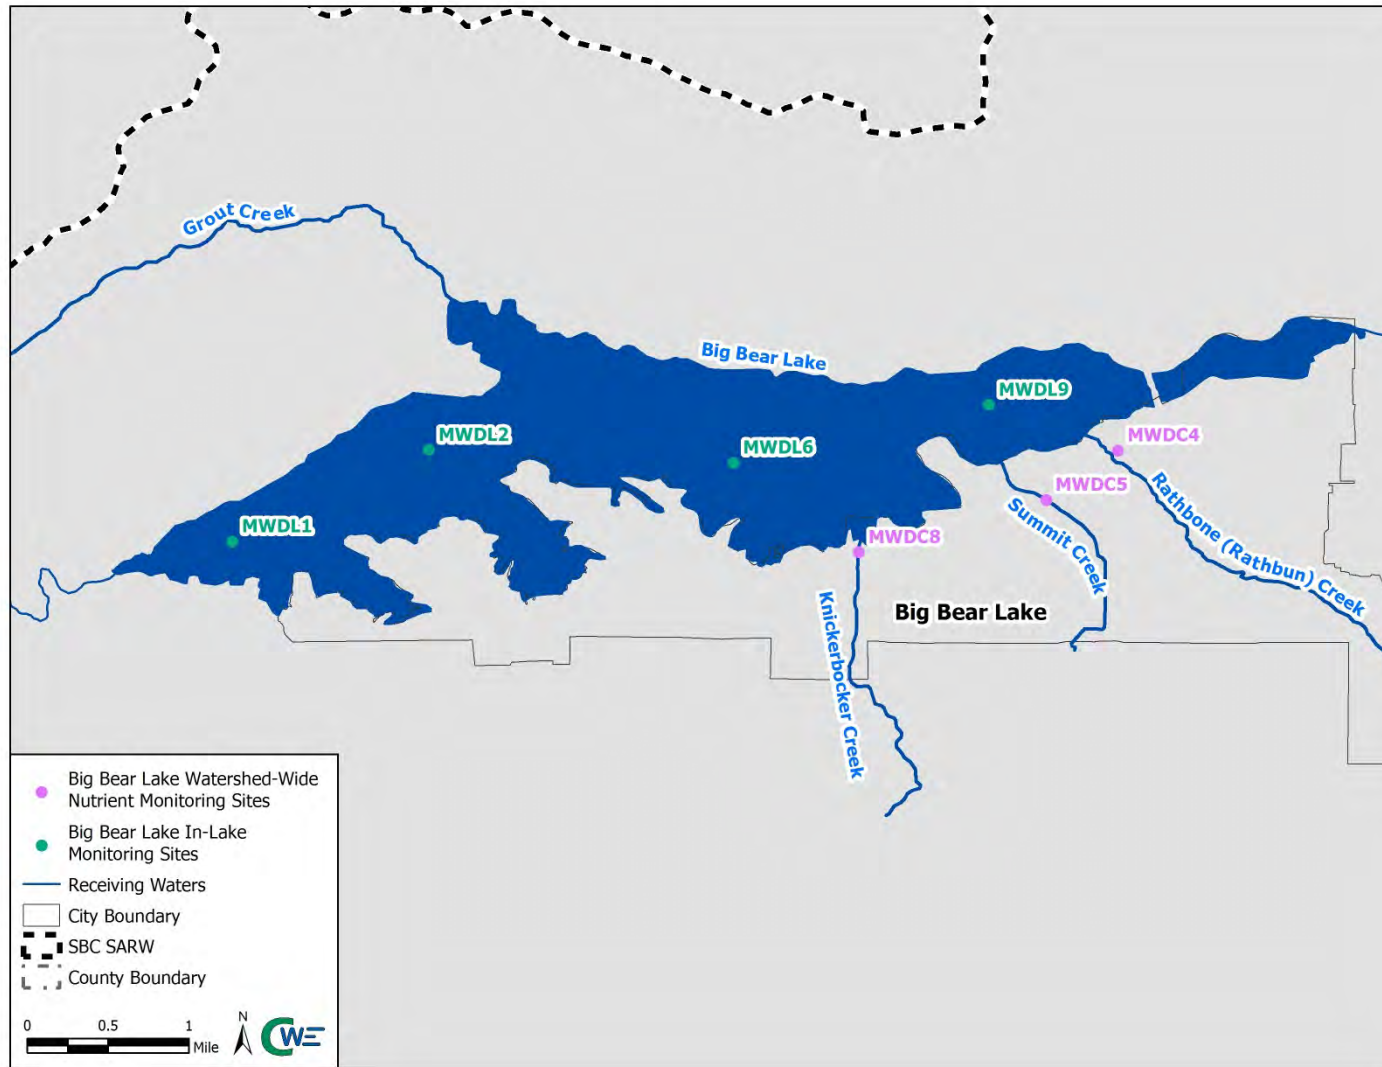 Grout Creek
Big Bear Lake
MWDL9
MWDL2
MWDC4
MWDL6
MWDC5
Rathbone (Rathbun) Creek
Summit Creek
MWDL1
MWDC8
Big Bear Lake
Knickerbocker Creek
Big Bear Lake Watershed-Wide
Nutrient Monitoring Sites
Big Bear Lake In-Lake
Monitoring Sites
Receiving Waters
City Boundary
SBC SARW
County Boundary
0 0.5 1
Mile
N
CWE